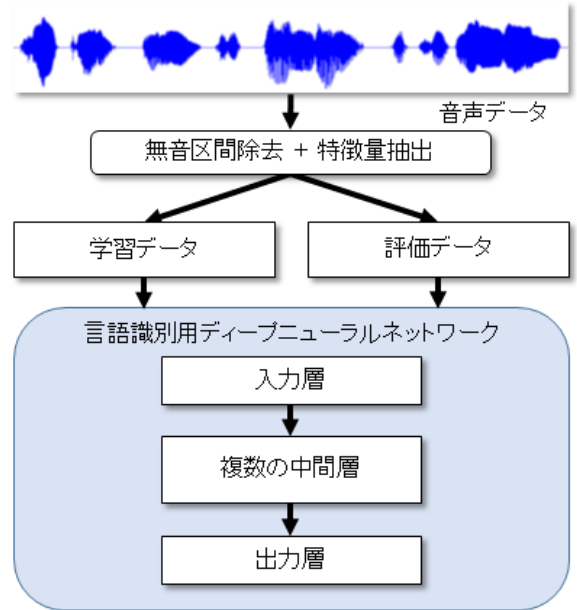 音声データ
無音区間除去 + 特徴量抽出
学習データ
評価データ
言語識別用ディープニューラルネットワーク
入力層
複数の中間層
出力層